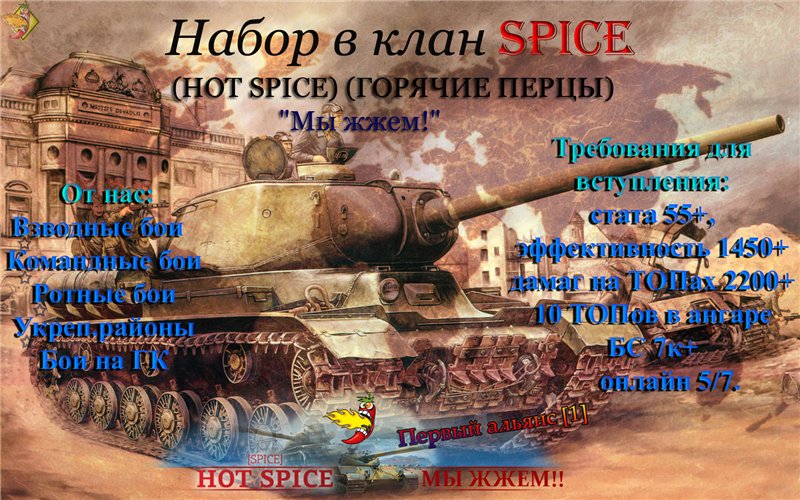 Набор в клан SPICE
(HOT SPICE) (ГОРЯЧИЕ ПЕРЦЫ)
"Мы жжем!"
От нас:
Взводные бои
Командные бои
Ротные бои
Укреп.районы
Бои на ГК
Требования для
вступления:
стата 55+,
эффективность 1450+
дамаг на ТОПах 2200+
10 ТОПов в ангаре
БС 7к+
онлайн 5/7.
Первый альянс [1]
[SPICE]
HOT SPICE МЫ ЖЖЕМ!!